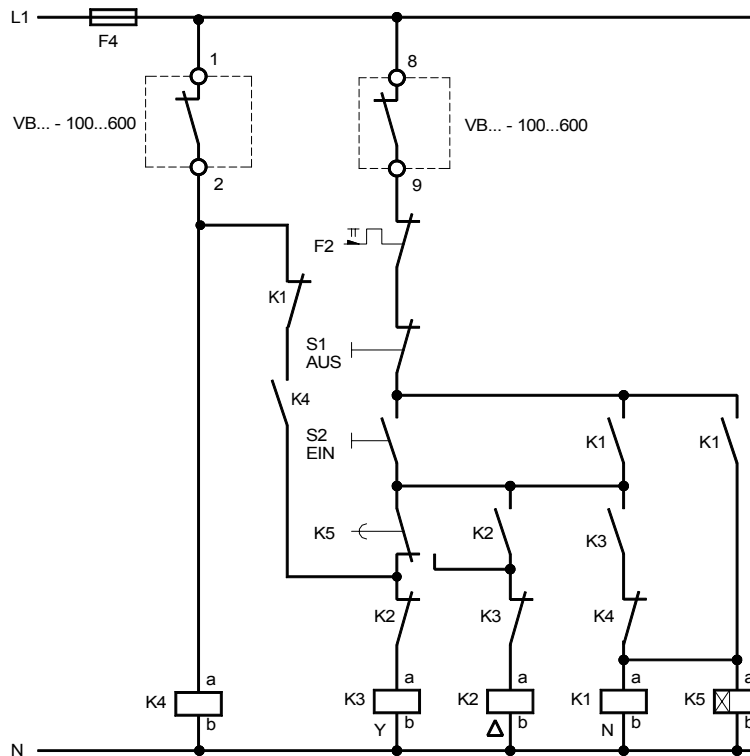 L1
F4
1
8
VB... - 100...600
VB... - 100...600
2
9
F2
K1
S1
AUS
K4
S2
EIN
K1
K1
K5
K2
K3
K2
K3
K4
a
a
a
a
a
K4
K3
K2
K1
K5
b
b
b
b
b
Y
Δ
N
N